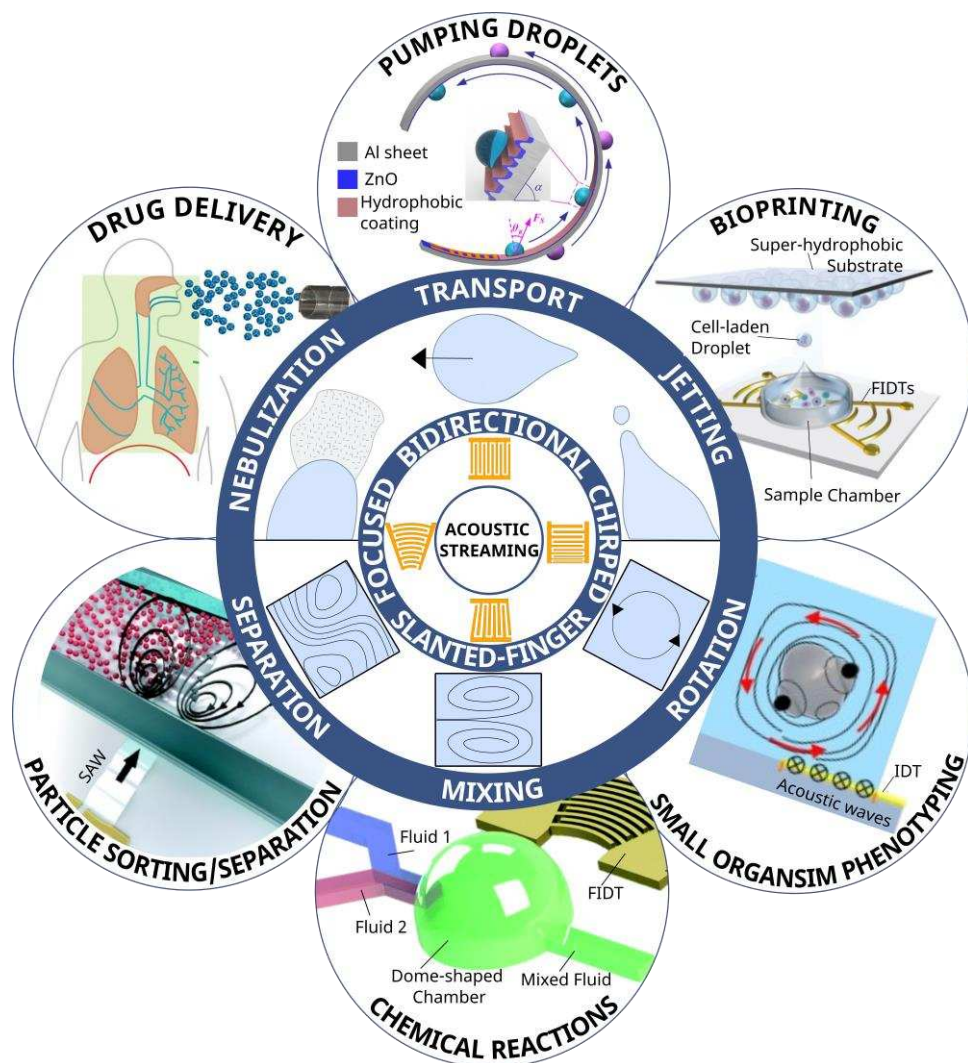 PUMPING DROPLETS
Al sheet
ZnO
Hydrophobic
coating
α
θR
FS
DRUG DELIVERY
BIOPRINTING
Super-hydrophobic
Substrate
Cell-laden
Droplet
FIDTs
Sample Chamber
TRANSPORT
NEBULIZATION
JETTING
BIDIRECTIONAL
FOCUSED
CHIRPED
ACOUSTIC
STREAMING
SLANTED-FINGER
SEPARATION
ROTATION
MIXING
SAW
PARTICLE SORTING/SEPARATION
IDT
Acoustic waves
SMALL ORGANSIM PHENOTYPING
Fluid 1
FIDT
Fluid 2
Dome-shaped
Chamber
Mixed Fluid
CHEMICAL REACTIONS